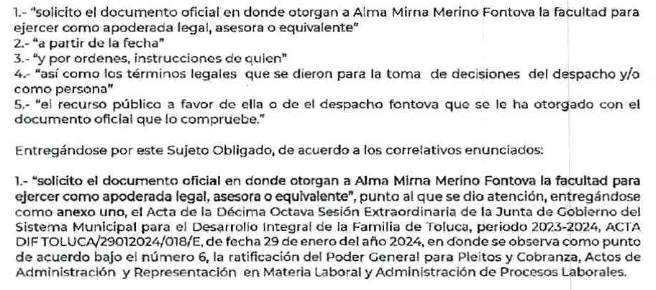 1.- “solicito el documento oficial en donde otorgan a Alma Mirna Merino Fontova la facultad para
ejercer como apoderada legal, asesora o equivalente”
2.- “a partir de la fecha”
3.- “y por ordenes, instrucciones de quien”
4.- “así como los términos legales que se dieron para la toma de decisiones del despacho y/o
como persona”
5.- “el recurso público a favor de ella o de el despacho fontova que se le ha otorgado con el
documento oficial que lo compruebe.”
Entregándose por este Sujeto Obligado, de acuerdo a los correlativos enunciados:
1.- “solicito el documento oficial en donde otorgan a Alma Mirna Merino Fontova la facultad para
ejercer como apoderada legal, asesora o equivalente”, punto al que se dio atención, entregándose
como anexo uno, el Acta de la Décima Octava Sesión Extraordinaria de la Junta de Gobierno del
Sistema Municipal para el Desarrollo Integral de la Familia de Toluca, periodo 2023-2024, ACTA
DIF TOLUCA/29012024/018/E, de fecha 29 de enero del año 2024, en donde se observa como punto
de acuerdo bajo el número 6, la ratificación del Poder General para Pleitos y Cobranza, Actos de
Administración y Representación en Materia Laboral y Administración de Procesos Laborales.